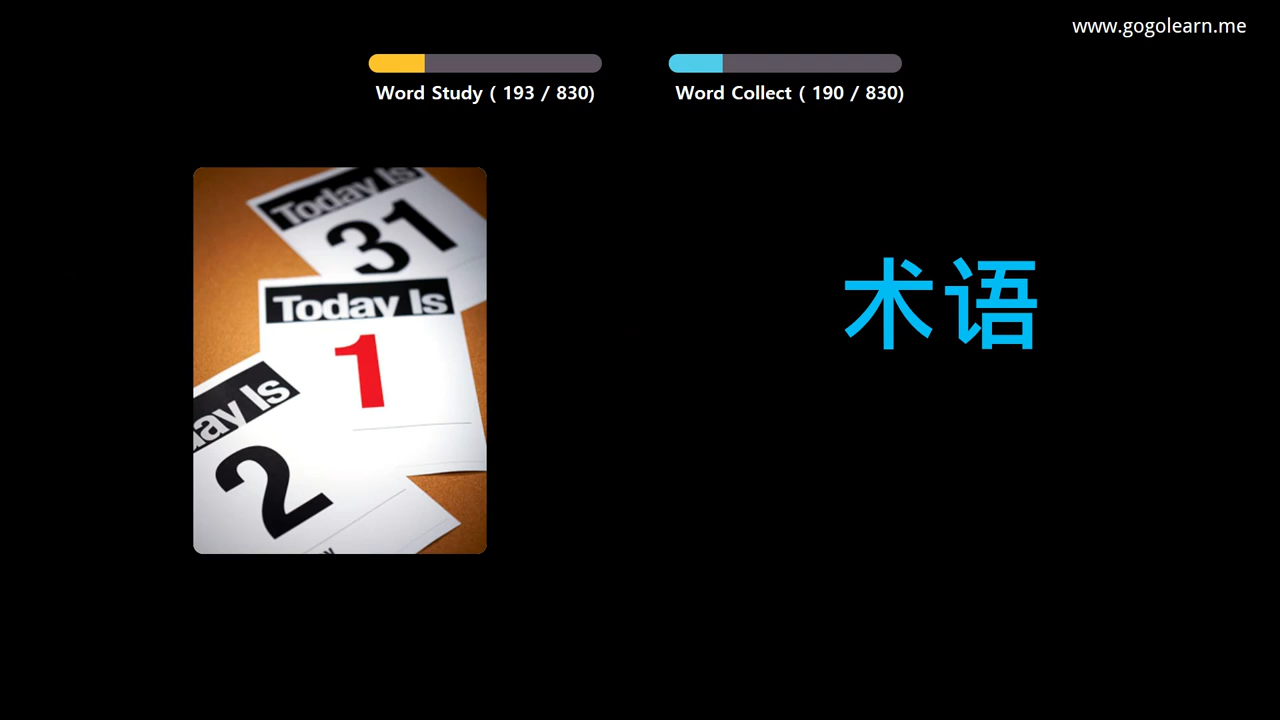 www.gogolearn.me
Word Study ( 193 / 830)
Word Collect ( 190 / 830)
Today Is
31
Today Is
1
day Is
2
术语